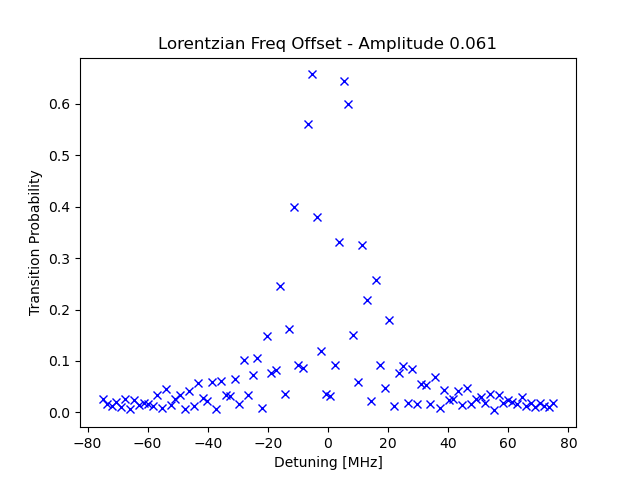 Lorentzian Freq Offset - Amplitude 0.061
Transition Probability
0.6
0.5
0.4
0.3
0.2
0.1
0.0
−80 −60 −40 −20 0 20 40 60 80
Detuning [MHz]